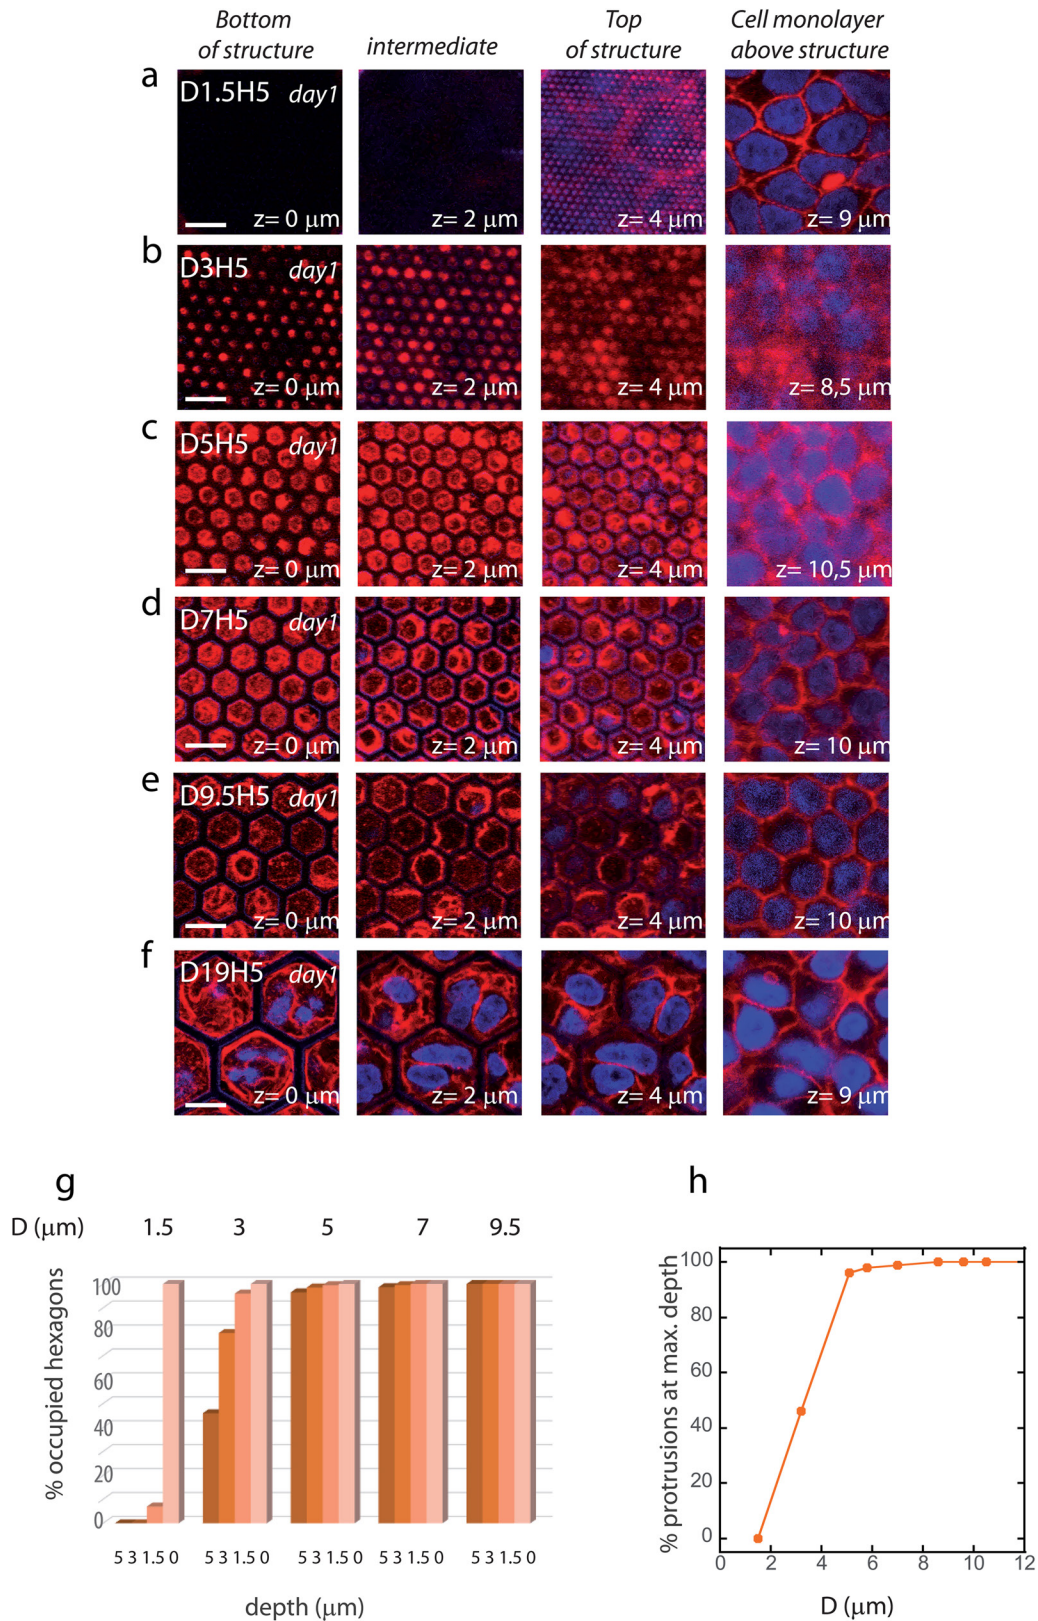 Bottom
of structure
intermediate
Top
of structure
Cell monolayer
above structure
a
D1.5H5 day1
z= 0 μm
z= 2 μm
z= 4 μm
z= 9 μm
b
D3H5 day1
z= 0 μm
z= 2 μm
z= 4 μm
z= 8,5 μm
c
D5H5 day1
z= 0 μm
z= 2 μm
z= 4 μm
z= 10,5 μm
d
D7H5 day1
z= 0 μm
z= 2 μm
z= 4 μm
z= 10 μm
e
D9.5H5 day1
z= 0 μm
z= 2 μm
z= 4 μm
z= 10 μm
f
D19H5 day1
z= 0 μm
z= 2 μm
z= 4 μm
z= 9 μm
g
D (μm) 1.5 3 5 7 9.5
% occupied hexagons
100
80
60
40
20
0
5 3 1.5 0 5 3 1.5 0 5 3 1.5 0 5 3 1.5 0 5 3 1.5 0
depth (μm)
h
% protrusions at max. depth
100
80
60
40
20
0
0 2 4 6 8 10 12
D (μm)